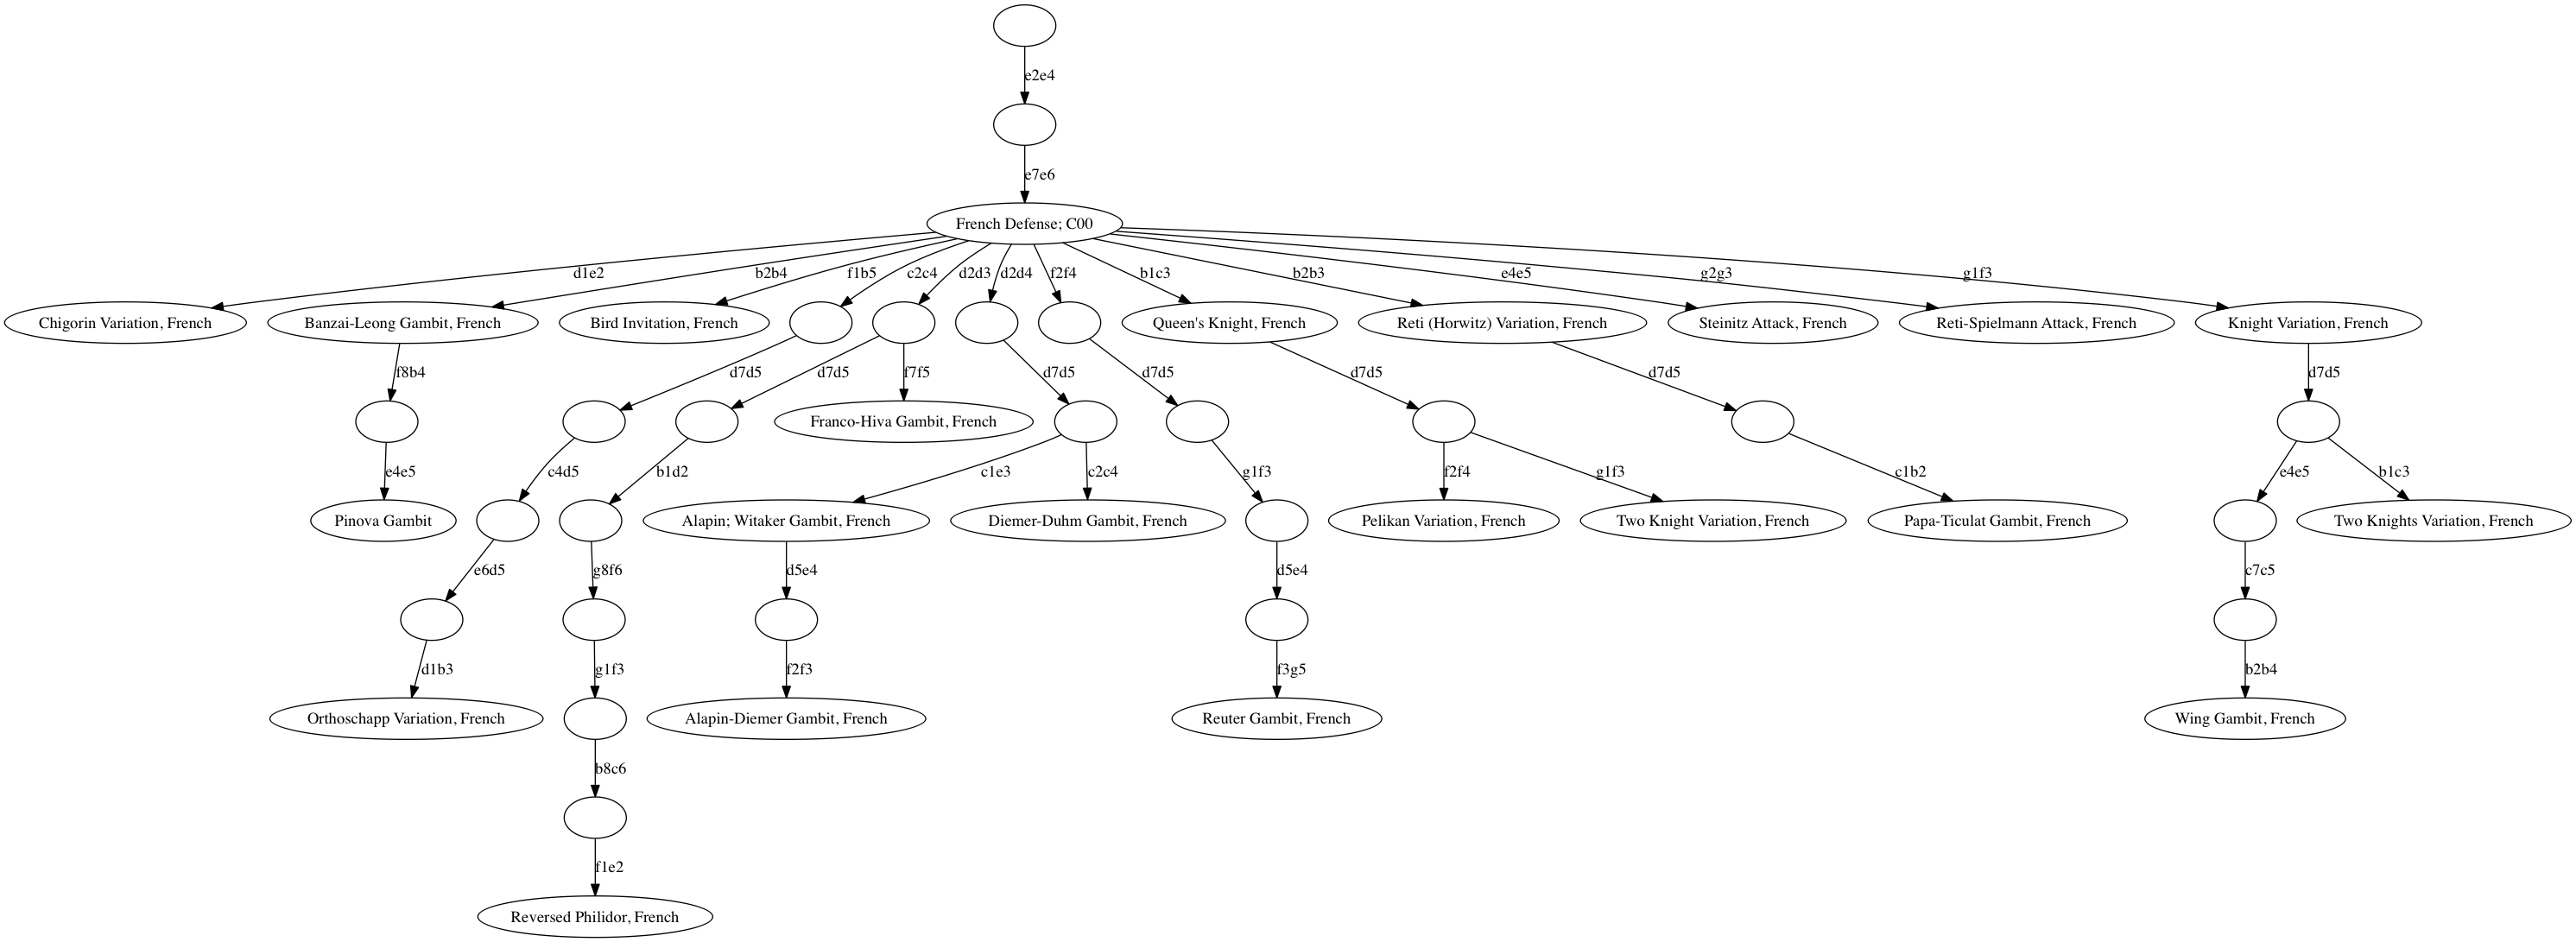 e2e4
e7e6
French Defense; C00
d1e2
b2b4
f1b5
c2c4
d2d3
d2d4
f2f4
b1c3
b2b3
e4e5
g2g3
g1f3
Chigorin Variation, French
Banzai-Leong Gambit, French
Bird Invitation, French
Queen's Knight, French
Reti (Horwitz) Variation, French
Steinitz Attack, French
Reti-Spielmann Attack, French
Knight Variation, French
f8b4
d7d5
d7d5
f7f5
d7d5
d7d5
d7d5
d7d5
d7d5
Franco-Hiva Gambit, French
e4e5
c4d5
b1d2
c1e3
c2c4
g1f3
f2f4
g1f3
c1b2
e4e5
b1c3
Pinova Gambit
Alapin; Witaker Gambit, French
Diemer-Duhm Gambit, French
Pelikan Variation, French
Two Knight Variation, French
Papa-Ticulat Gambit, French
Two Knights Variation, French
e6d5
g8f6
d5e4
d5e4
c7c5
d1b3
g1f3
f2f3
f3g5
b2b4
Orthoschapp Variation, French
Alapin-Diemer Gambit, French
Reuter Gambit, French
Wing Gambit, French
b8c6
f1e2
Reversed Philidor, French